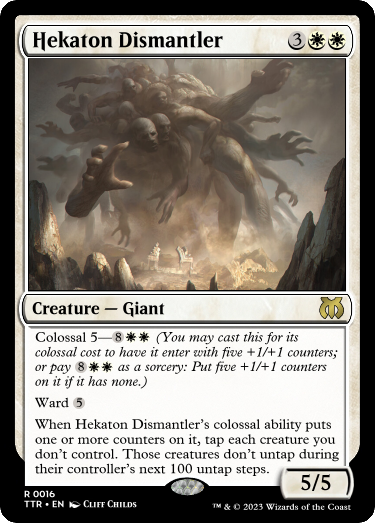 Hekaton Dismantler 3
Creature — Giant
Colossal 5—8 (You may cast this for its
colossal cost to have it enter with five +1/+1 counters;
or pay 8 as a sorcery: Put five +1/+1 counters
on it if it has none.)
Ward 5
When Hekaton Dismantler's colossal ability puts
one or more counters on it, tap each creature you
don't control. Those creatures don't untap during
their controller's next 100 untap steps.
5/5
R 0016
TTR • EN Cliff Childs
™ & © 2023 Wizards of the Coast